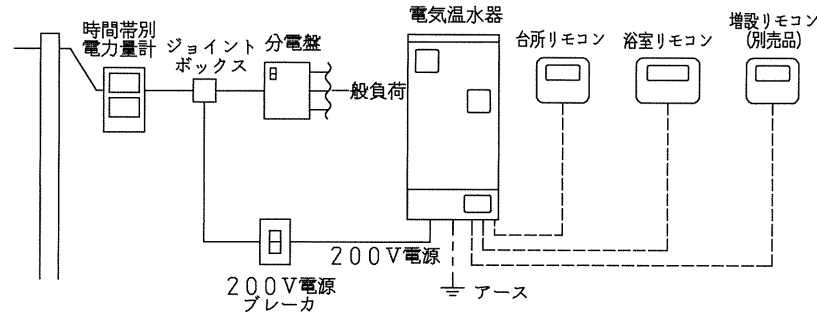 時間帯別
電力量計
ジョイント
ボックス
分電盤
一般負荷
電気温水器
台所リモコン
浴室リモコン
増設リモコン
(別売品)
200V電源
200V電源
ブレーカ
アース